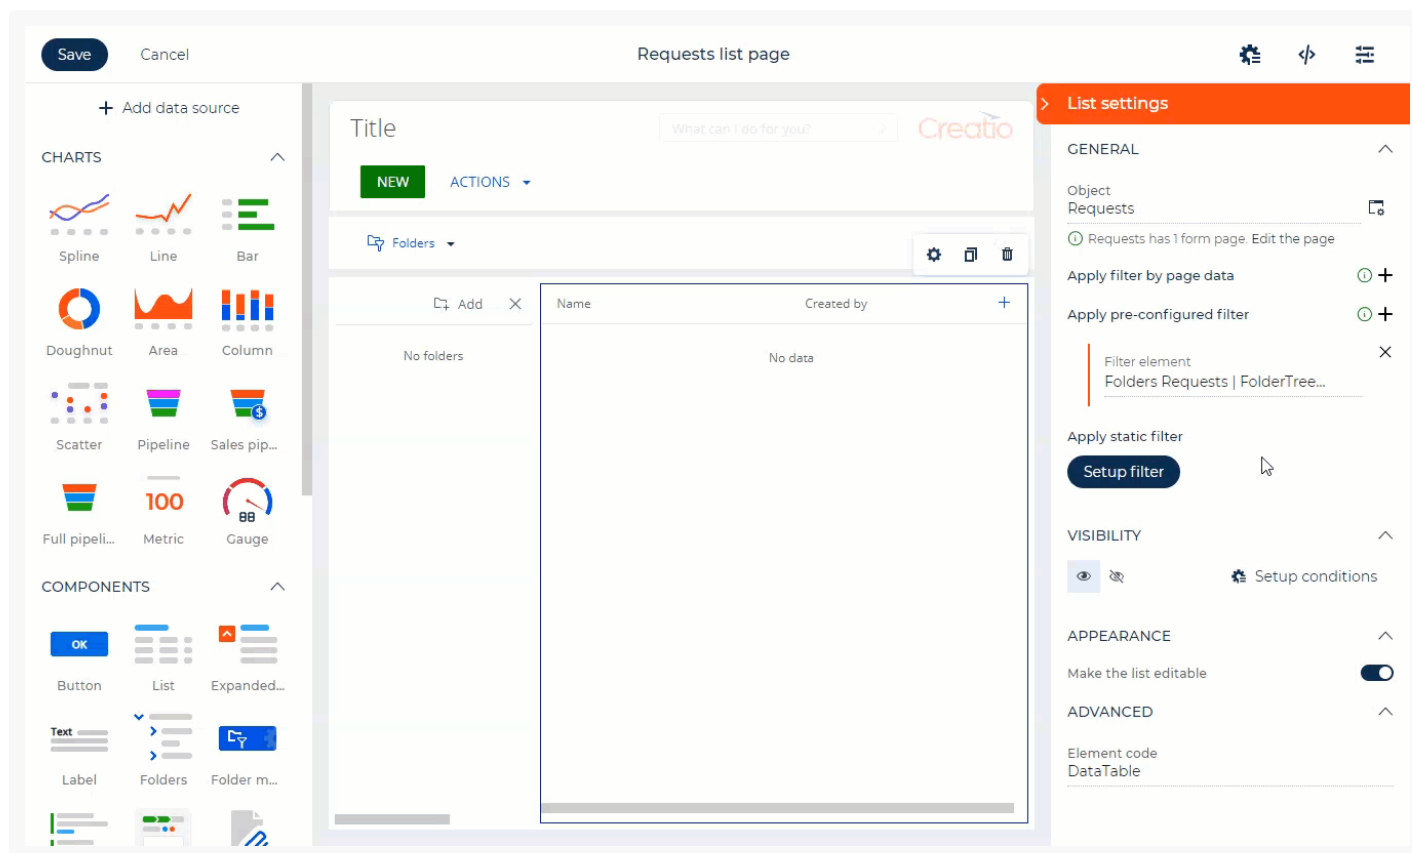 Save
Cancel
Requests list page
Add data source
CHARTS
Spline
Line
Bar
Doughnut
Area
Column
Scatter
Pipeline
Sales pip...
100
88
Full pipeli...
Metric
Gauge
COMPONENTS
OK
Button
List
Expanded...
Text
Label
Folders
Folder m...
Title
What can I do for you?
Creatio
NEW
ACTIONS
Folders
Add
No folders
Name
Created by
No data
List settings
GENERAL
Object
Requests
Requests has 1 form page. Edit the page
Apply filter by page data
Apply pre-configured filter
Filter element
Folders Requests | FolderTree...
Apply static filter
Setup filter
VISIBILITY
Setup conditions
APPEARANCE
Make the list editable
ADVANCED
Element code
DataTable